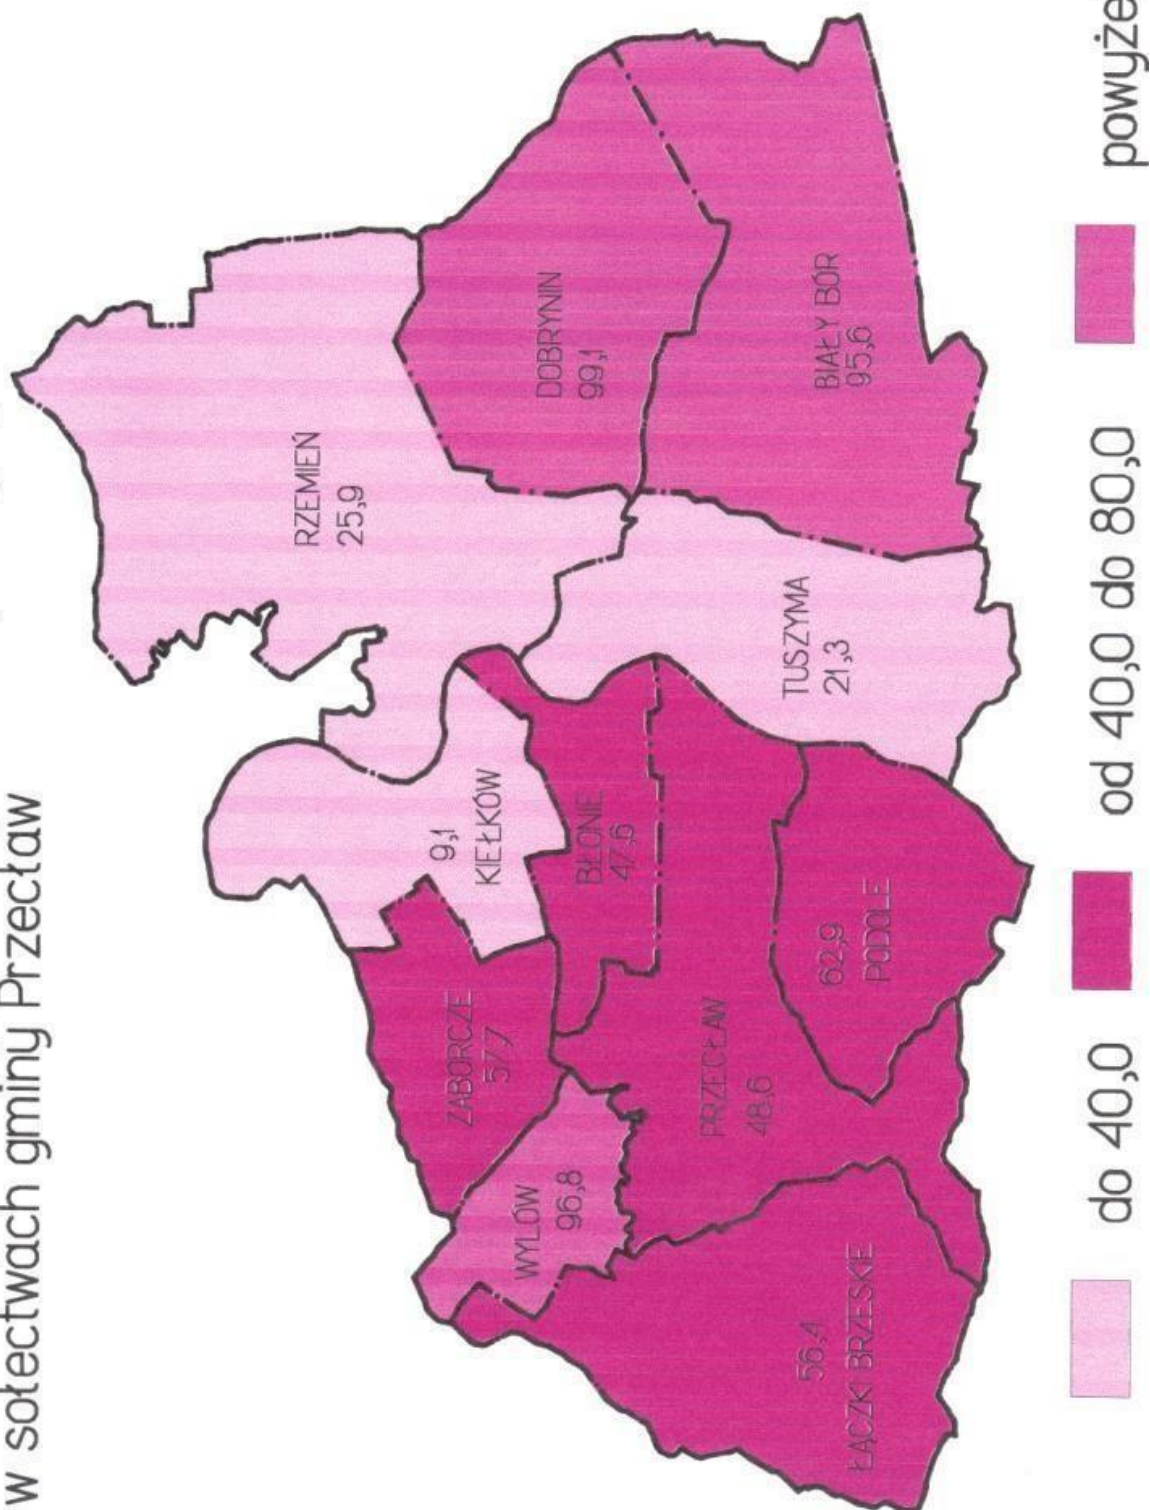 w sołectwach gminy Przecław
RZEMIEŃ
25,9
DOBRYNIN
99,1
BIAŁY BÓR
95,6
TUSZYMA
21,3
9,1
KIEŁKÓW
BŁONIE
47,6
ZABORCZE
57,7
62,9
PODOLE
PRZECŁAW
48,6
WYLÓW
96,8
56,4
ŁĄCZKI BRZESKIE
do 40,0
od 40,0 do 80,0
powyże